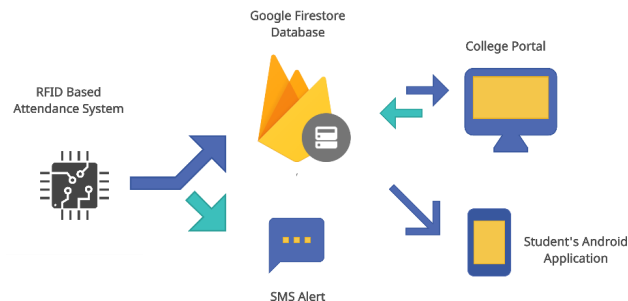 Google Firestore
Database
College Portal
RFID Based
Attendance System
Student's Android
Application
SMS Alert